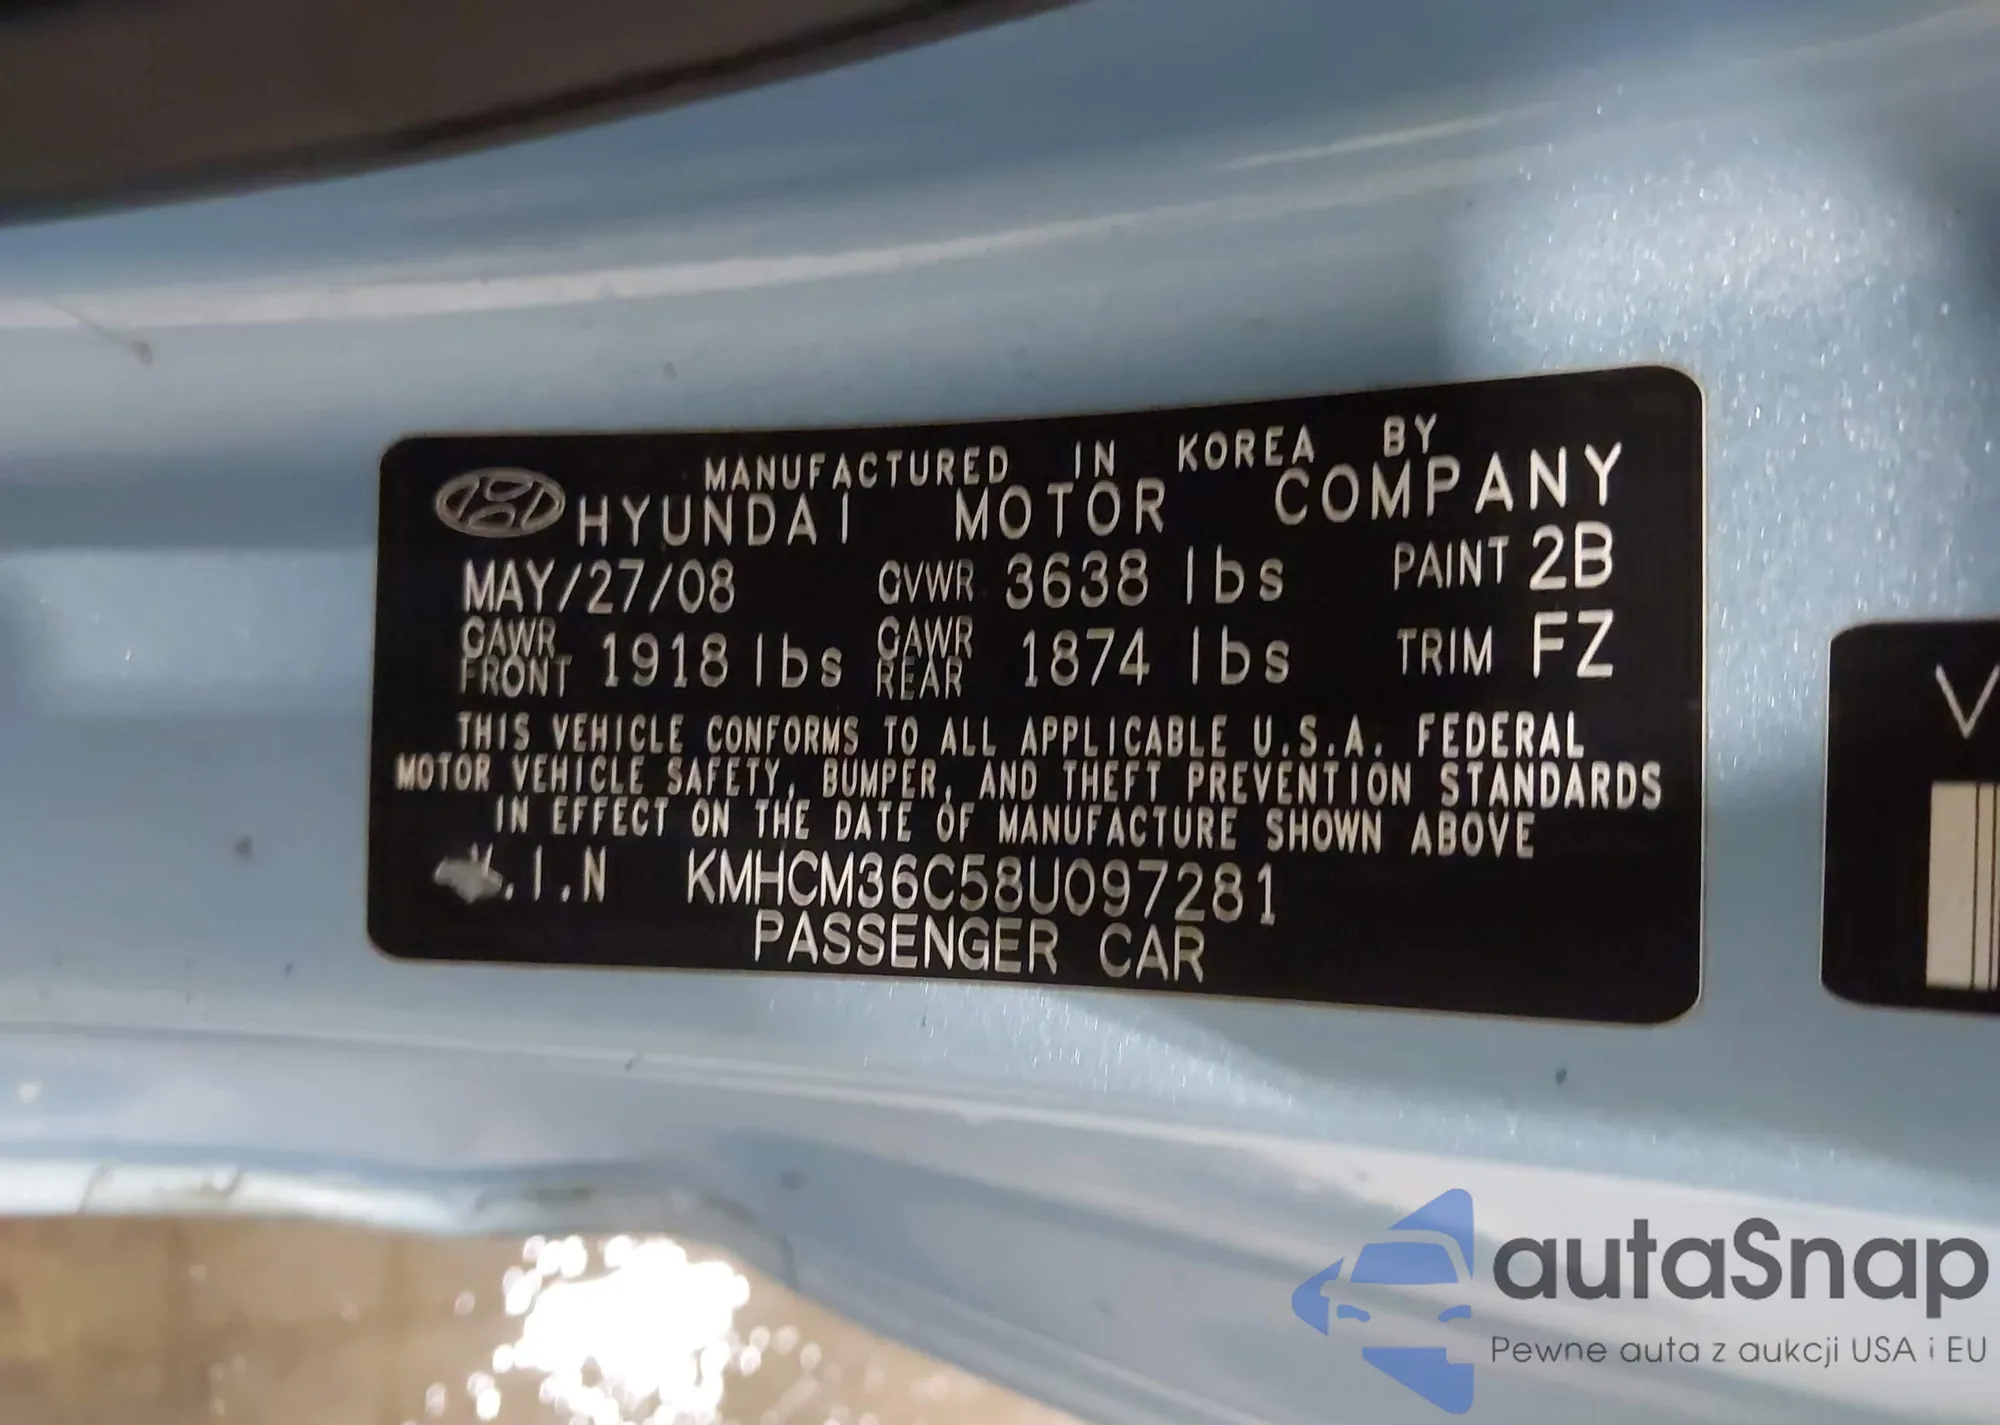 MANUFACTURED IN KOREA BY
HYUNDAI MOTOR COMPANY
MAY/27/08 GVWR 3638 lbs PAINT 2B
GAWR FRONT 1918 lbs GAWR REAR 1874 lbs TRIM FZ
THIS VEHICLE CONFORMS TO ALL APPLICABLE U.S.A. FEDERAL
MOTOR VEHICLE SAFETY, BUMPER, AND THEFT PREVENTION STANDARDS
IN EFFECT ON THE DATE OF MANUFACTURE SHOWN ABOVE
V.I.N KMHCM36C58U097281
PASSENGER CAR
V
autaSnap
Pewne auta z aukcji USA i EU